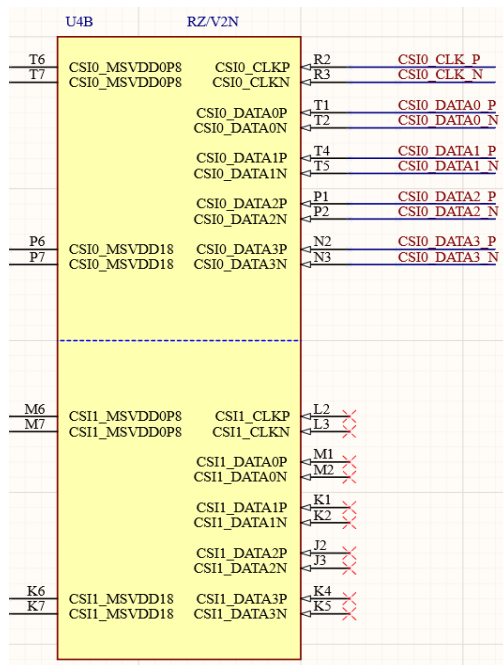 U4B RZ/V2N
T6 CSI0_MSVDD0P8 CSI0_CLKP R2 CSI0_CLK_P
T7 CSI0_MSVDD0P8 CSI0_CLKN R3 CSI0_CLK_N
CSI0_DATA0P T1 CSI0_DATA0_P
CSI0_DATA0N T2 CSI0_DATA0_N
CSI0_DATA1P T4 CSI0_DATA1_P
CSI0_DATA1N T5 CSI0_DATA1_N
CSI0_DATA2P P1 CSI0_DATA2_P
CSI0_DATA2N P2 CSI0_DATA2_N
P6 CSI0_MSVDD18 CSI0_DATA3P N2 CSI0_DATA3_P
P7 CSI0_MSVDD18 CSI0_DATA3N N3 CSI0_DATA3_N
M6 CSI1_MSVDD0P8 CSI1_CLKP L2
M7 CSI1_MSVDD0P8 CSI1_CLKN L3
CSI1_DATA0P M1
CSI1_DATA0N M2
CSI1_DATA1P K1
CSI1_DATA1N K2
CSI1_DATA2P J2
CSI1_DATA2N J3
K6 CSI1_MSVDD18 CSI1_DATA3P K4
K7 CSI1_MSVDD18 CSI1_DATA3N K5